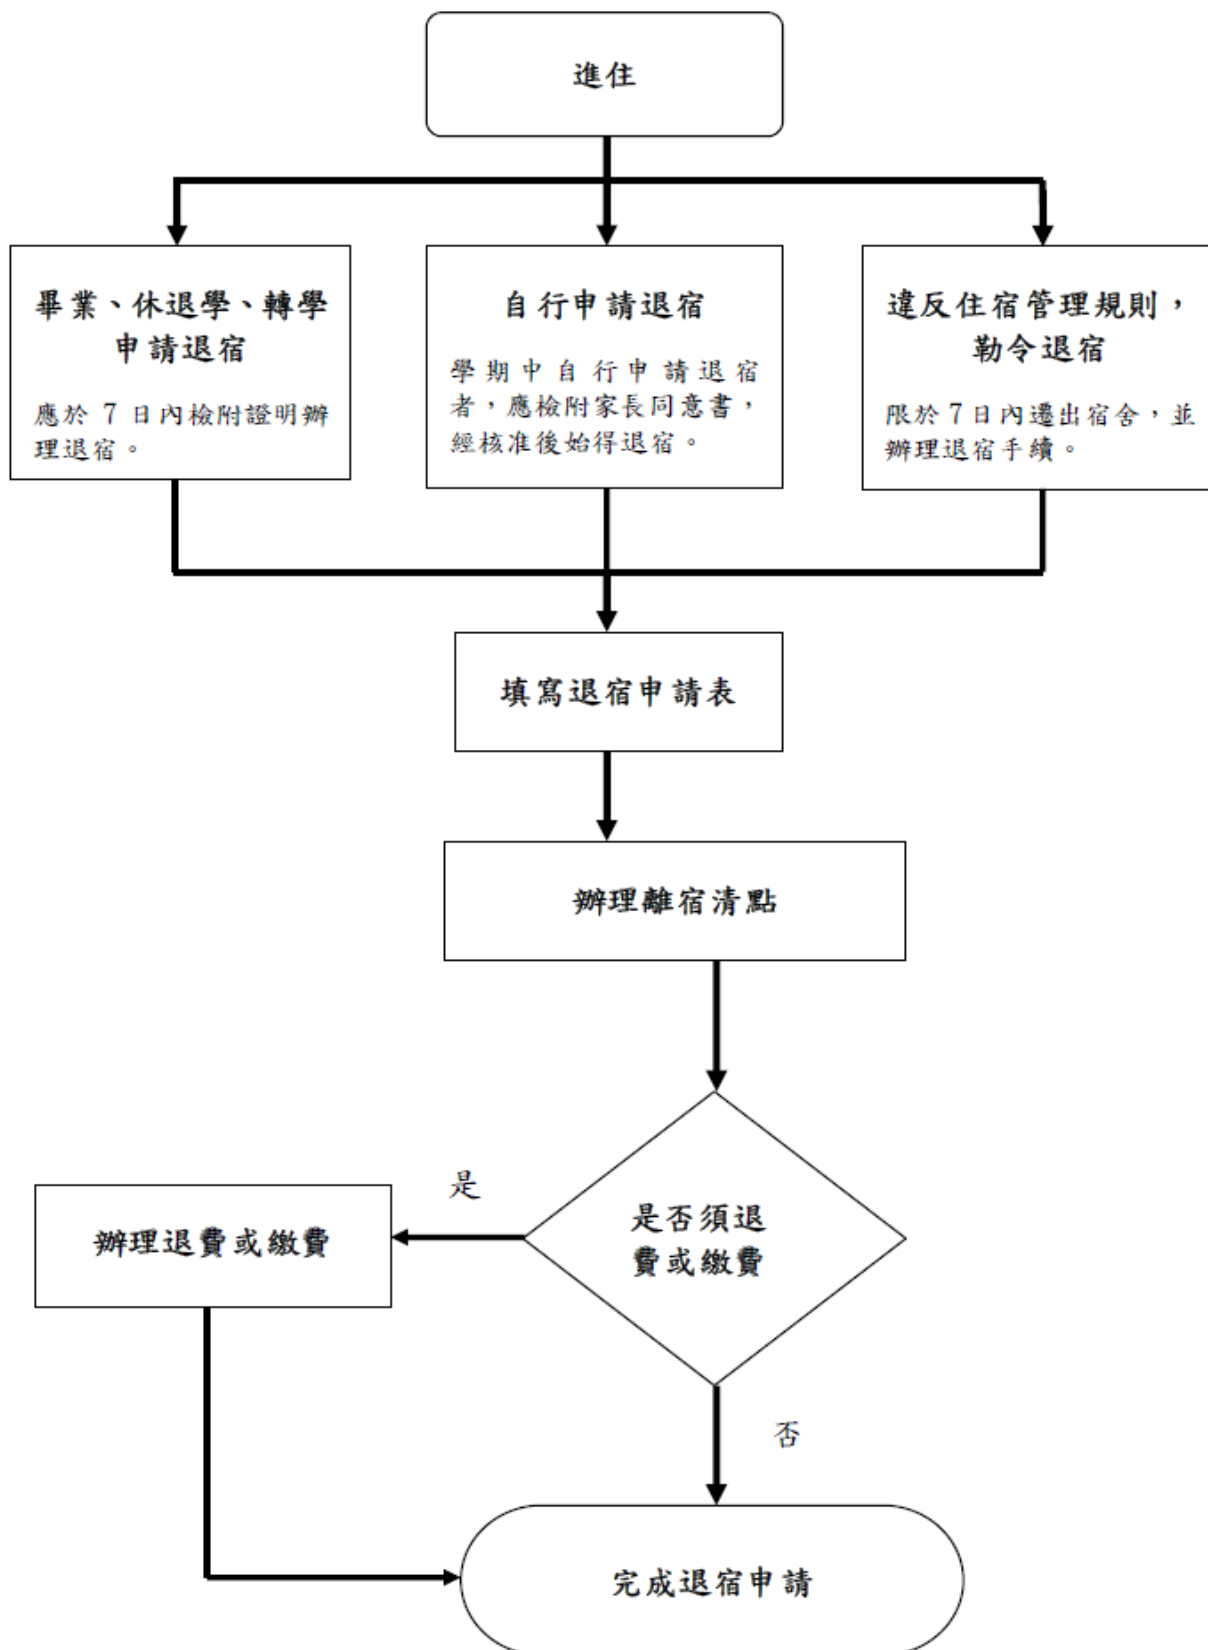 進住
畢業、休退學、轉學
申請退宿
應於 7 日內檢附證明辦
理退宿。
自行申請退宿
學期中自行申請退宿
者，應檢附家長同意書，
經核准後始得退宿。
違反住宿管理規則，
勒令退宿
限於 7 日內遷出宿舍，並
辦理退宿手續。
填寫退宿申請表
辦理離宿清點
是否須退
費或繳費
是
辦理退費或繳費
否
完成退宿申請